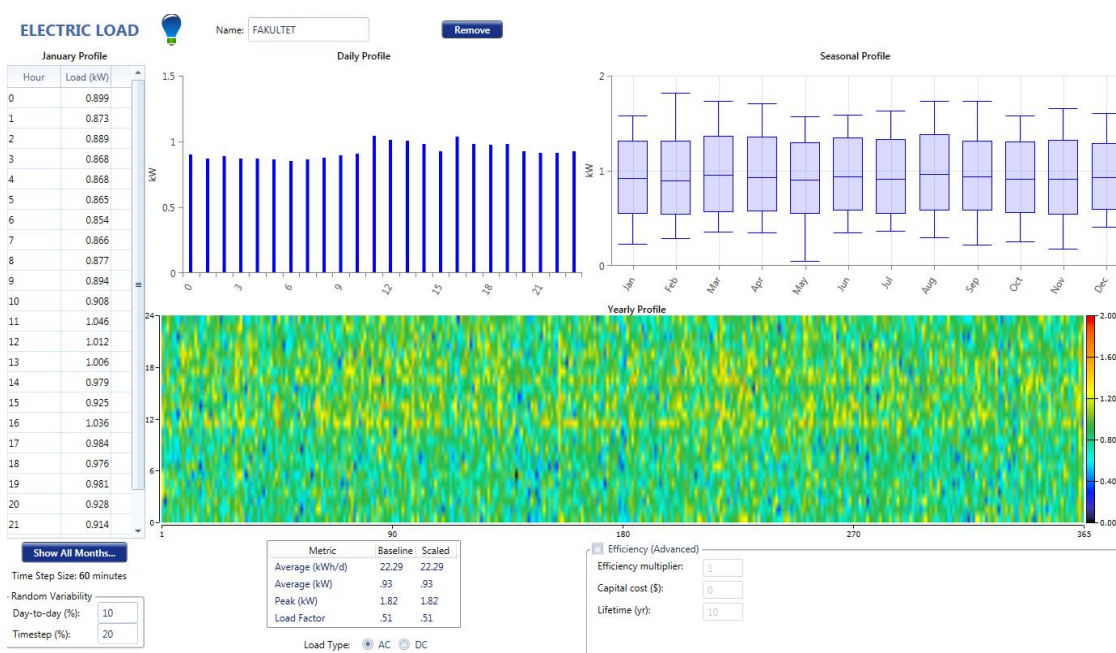 ELECTRIC LOAD
Name: FAKULTET
Remove
January Profile
Hour Load (kW)
0 0.899
1 0.873
2 0.889
3 0.868
4 0.868
5 0.865
6 0.854
7 0.866
8 0.877
9 0.894
10 0.908
11 1.046
12 1.012
13 1.006
14 0.979
15 0.925
16 1.036
17 0.984
18 0.976
19 0.981
20 0.928
21 0.914
Show All Months...
Time Step Size: 60 minutes
Random Variability
Day-to-day (%): 10
Timestep (%): 20
Daily Profile
1.5
1
0.5
0
kW
0 3 6 9 12 15 18 21
Seasonal Profile
2
1
0
kW
Jan Feb Mar Apr May Jun Jul Aug Sep Oct Nov Dec
Yearly Profile
24
18
12
6
0
1 90 180 270 365
2.00
1.60
1.20
0.80
0.40
0.00
Metric Baseline Scaled
Average (kWh/d) 22.29 22.29
Average (kW) .93 .93
Peak (kW) 1.82 1.82
Load Factor .51 .51
Load Type: AC DC
Efficiency (Advanced)
Efficiency multiplier: 1
Capital cost ($): 0
Lifetime (yr): 10